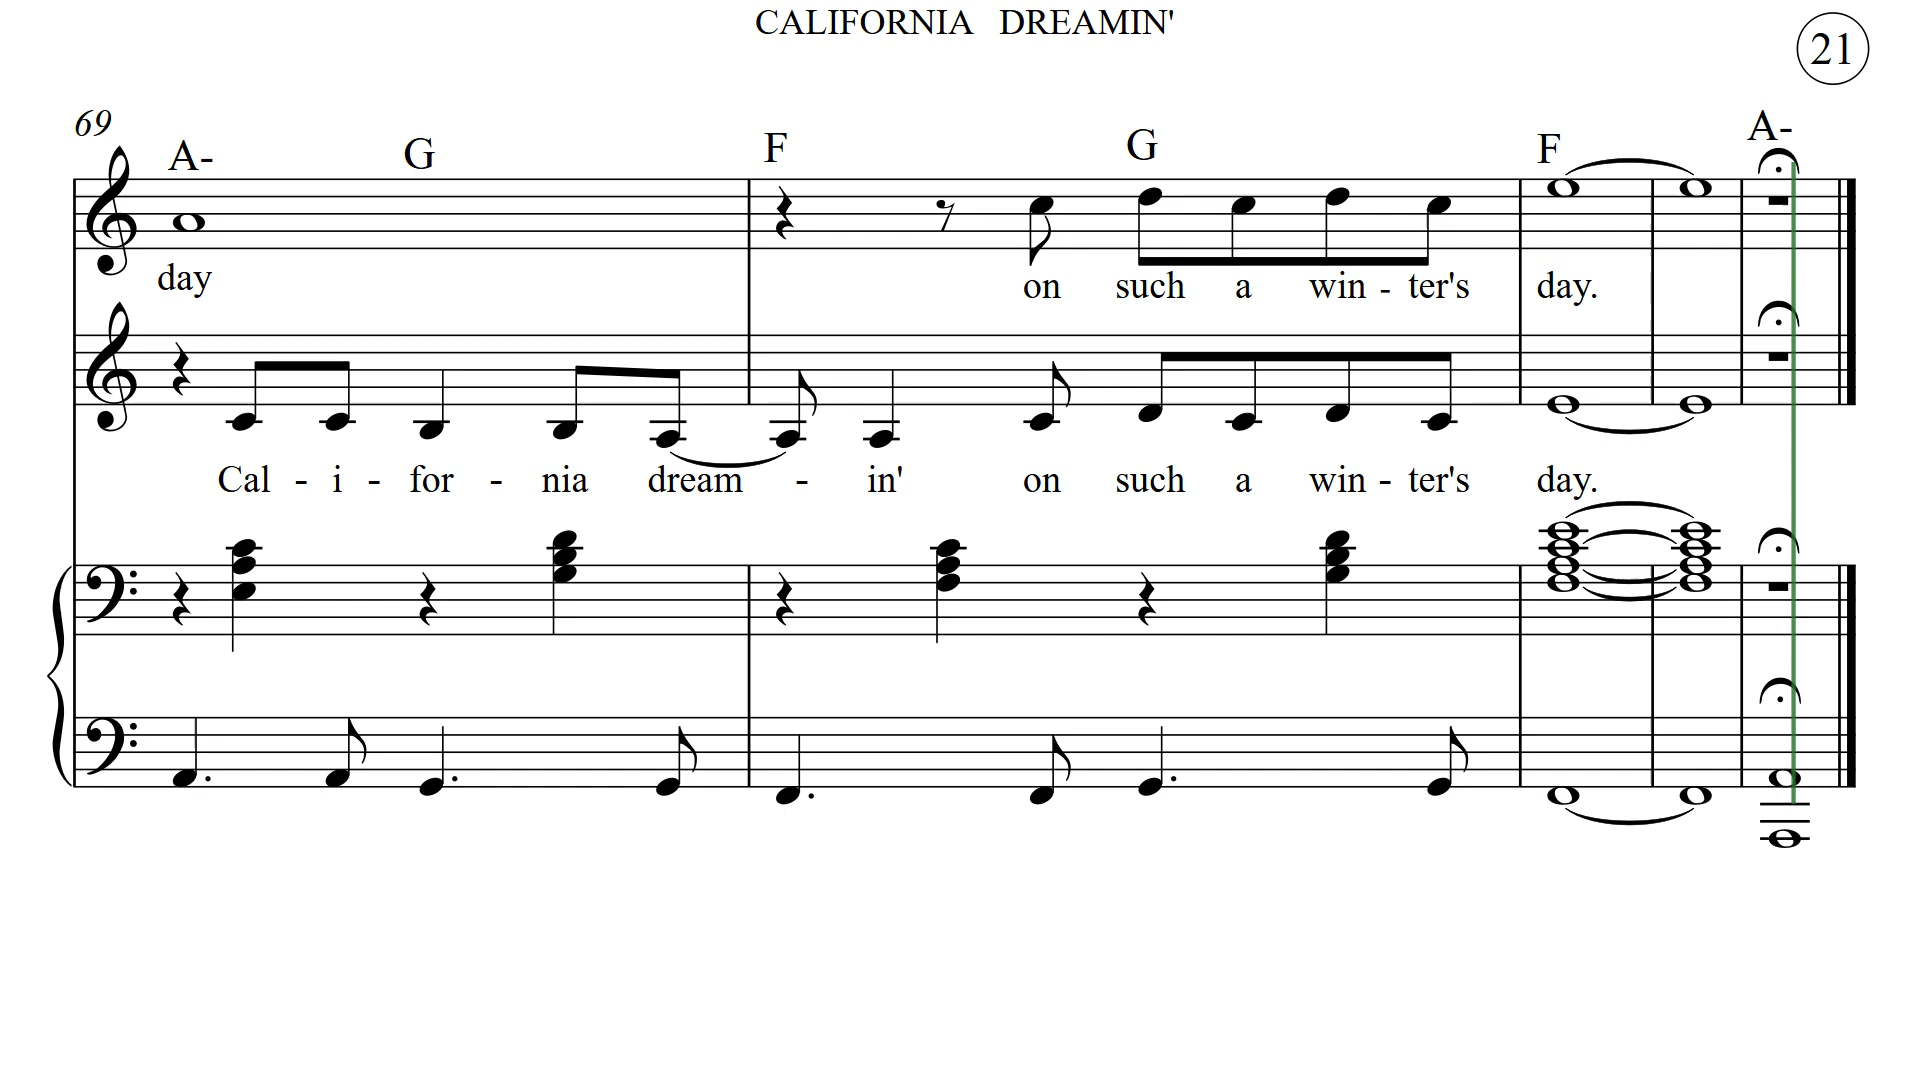 CALIFORNIA DREAMIN'
21
69
A- G F G F A-
day on such a win - ter's day.
Cal - i - for - nia dream - in' on such a win - ter's day.